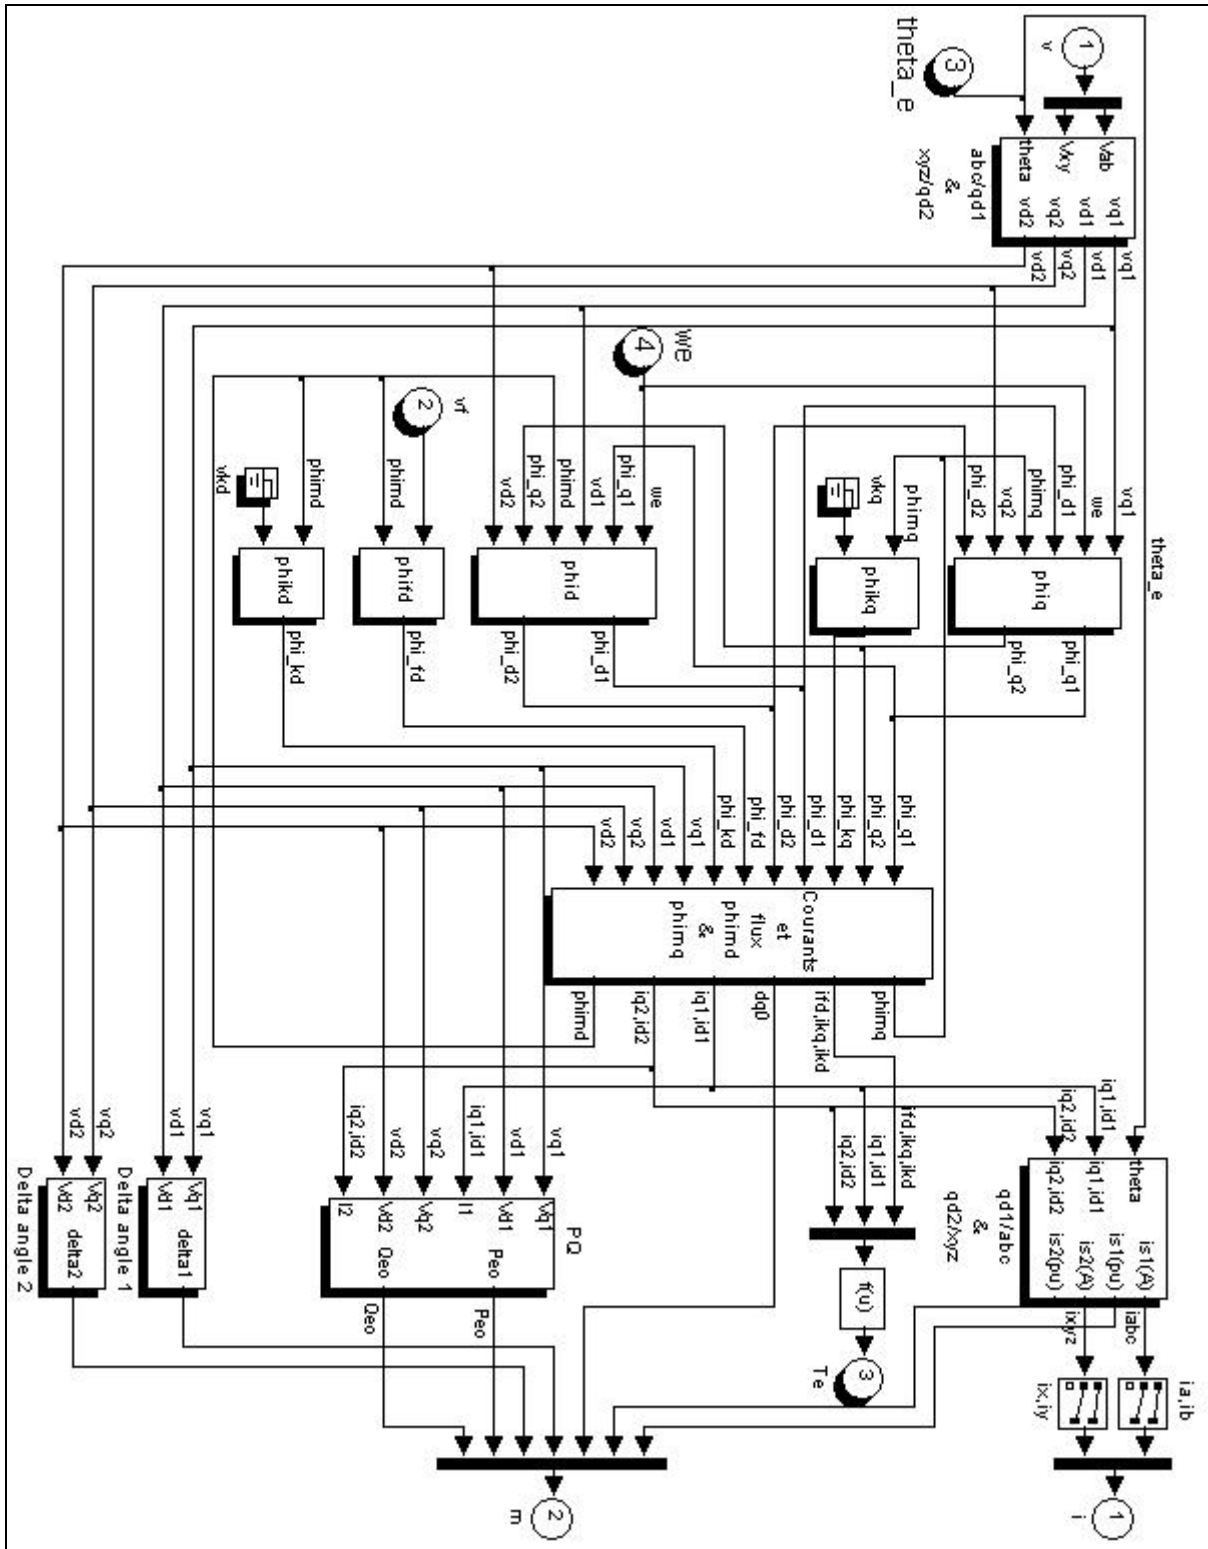 1
v
3
theta_e
Vab
Vxy
theta
vq1
vd1
vq2
vd2
abc/qd1
&
xyz/qd2
vq1
vd1
vq2
vd2
theta_e
4
we
2
vf
vq1
we
phi_d1
phimq
vq2
phi_d2
phiq
phi_q1
phi_q2
phimq
vkq
phikq
we
phi_q1
vd1
phimd
phi_q2
vd2
phid
phi_d1
phi_d2
phimd
phifd
phi_fd
phimd
vkd
phikd
phi_kd
phi_q1
phi_q2
phi_kq
phi_d1
phi_d2
phi_fd
phi_kd
vq1
vd1
vq2
vd2
Courants
et
flux
phimd
&
phimq
phimq
ifd,ikq,ikd
dq0
iq1,id1
iq2,id2
phimd
iq1,id1
iq2,id2
theta
iq1,id1
iq2,id2
is1(A)
is1(pu)
is2(A)
is2(pu)
qd1/abc
&
qd2/xyz
iabc
ixyz
ia,ib
ix,iy
1
i
ifd,ikq,ikd
iq1,id1
iq2,id2
f(u)
3
Te
vq1
vd1
iq1,id1
vq2
vd2
iq2,id2
Vq1
Vd1
I1
Vq2
Vd2
I2
Peo
Qeo
PQ
Peo
Qeo
vq1
vd1
Vq1
Vd1
delta1
Delta angle 1
vq2
vd2
Vq2
Vd2
delta2
Delta angle 2
2
m